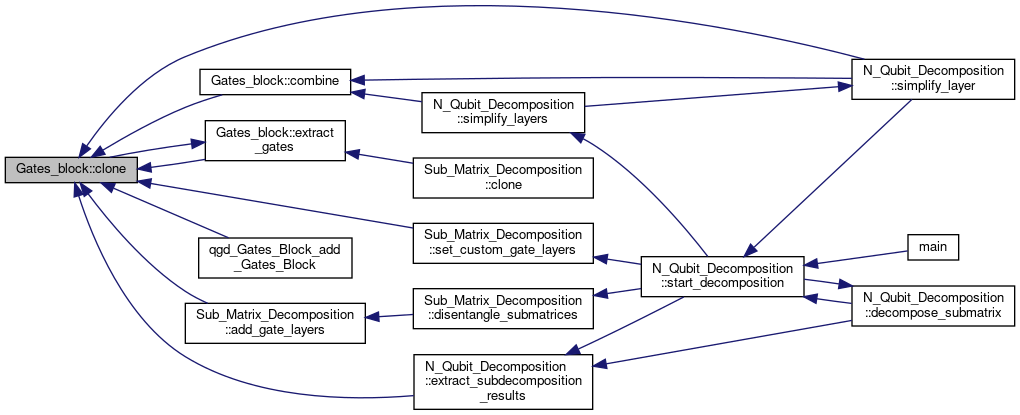 Gates_block::clone
Gates_block::combine
N_Qubit_Decomposition
::simplify_layers
Gates_block::extract
_gates
Sub_Matrix_Decomposition
::clone
Sub_Matrix_Decomposition
::set_custom_gate_layers
qgd_Gates_Block_add
_Gates_Block
Sub_Matrix_Decomposition
::add_gate_layers
Sub_Matrix_Decomposition
::disentangle_submatrices
N_Qubit_Decomposition
::extract_subdecomposition
_results
N_Qubit_Decomposition
::start_decomposition
N_Qubit_Decomposition
::simplify_layer
main
N_Qubit_Decomposition
::decompose_submatrix